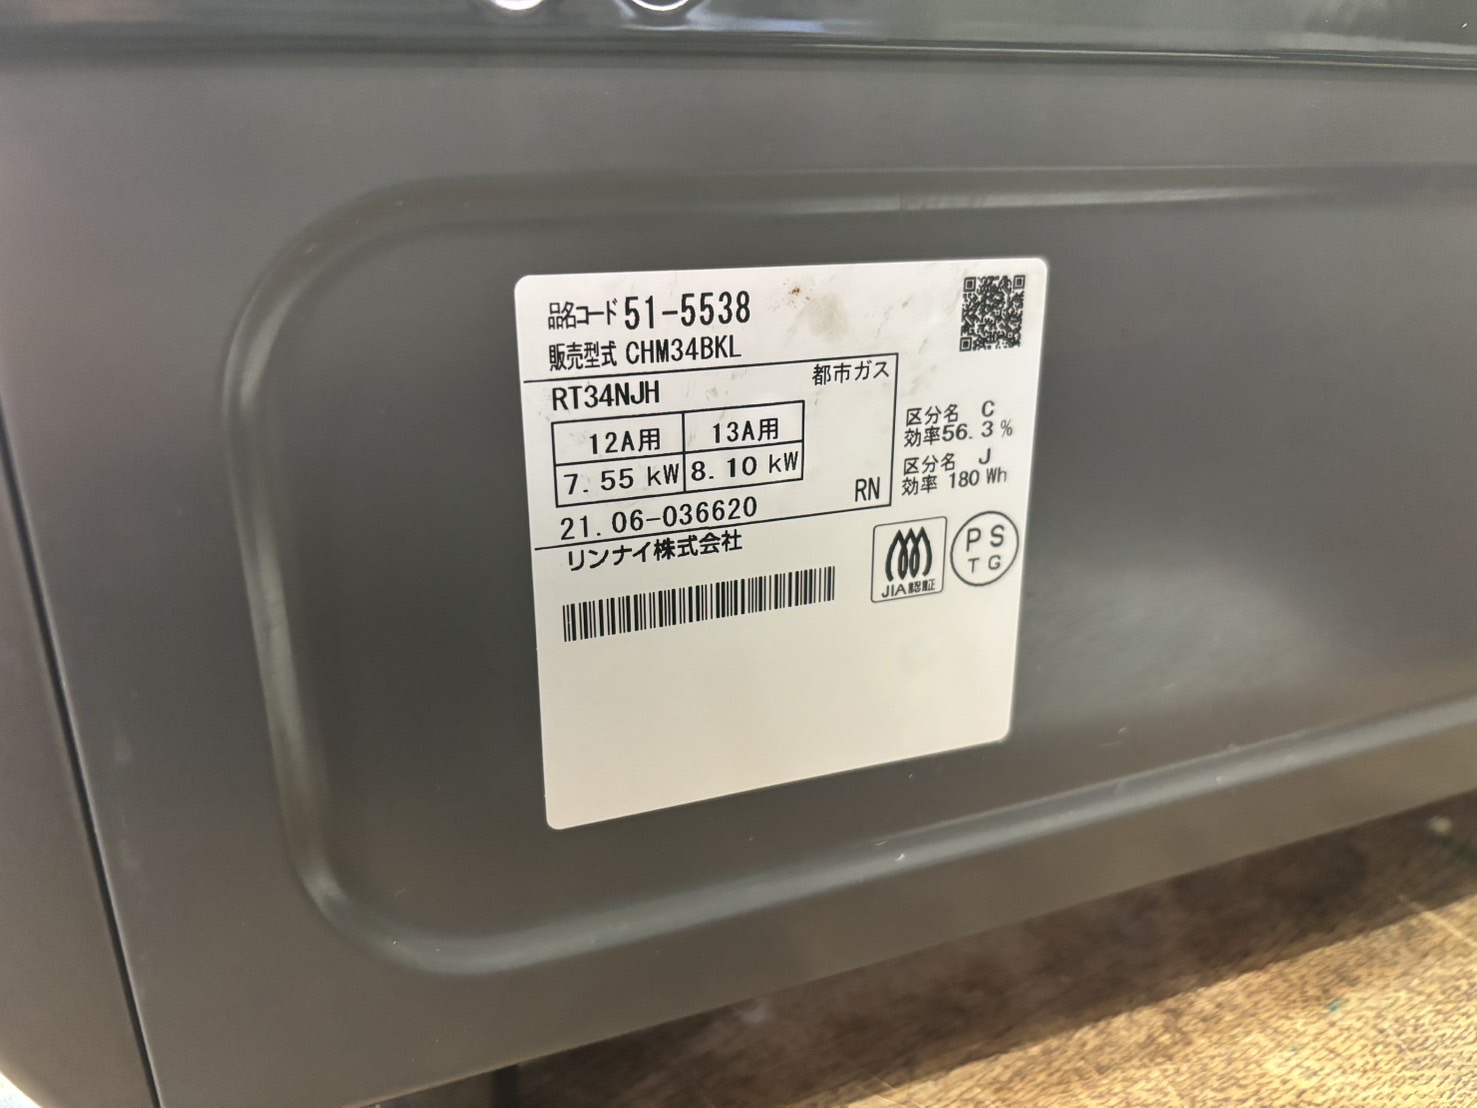 品名コード 51-5538
販売型式 CHM34BKL
RT34NJH
都市ガス
12A用 13A用
7.55 kW 8.10 kW
RN
21.06-036620
リンナイ株式会社
区分名 C
効率56.3%
区分名 J
効率 180 Wh
JIA認証
PS
TG